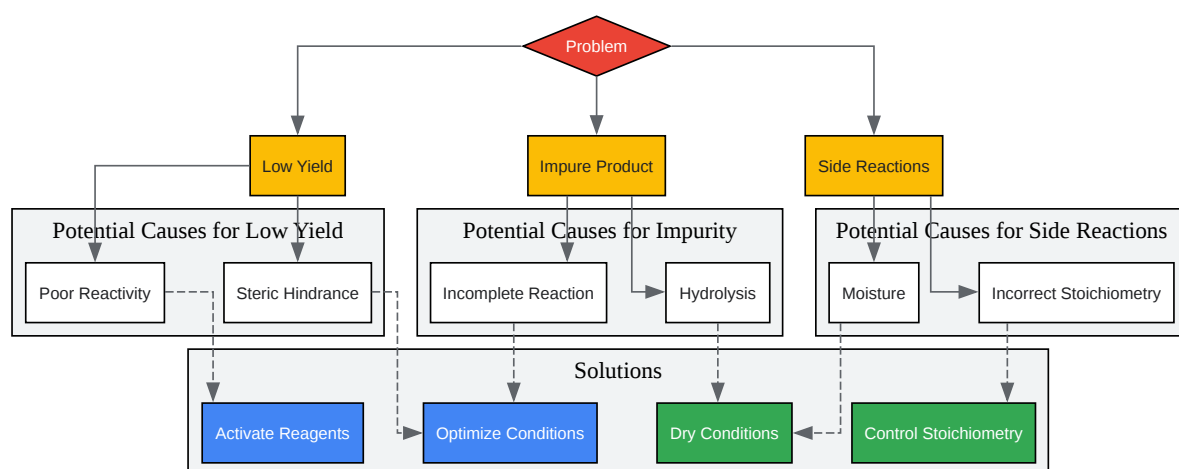 Problem
Low Yield
Impure Product
Side Reactions
Potential Causes for Low Yield
Potential Causes for Impurity
Potential Causes for Side Reactions
Poor Reactivity
Steric Hindrance
Incomplete Reaction
Hydrolysis
Moisture
Incorrect Stoichiometry
Solutions
Activate Reagents
Optimize Conditions
Dry Conditions
Control Stoichiometry